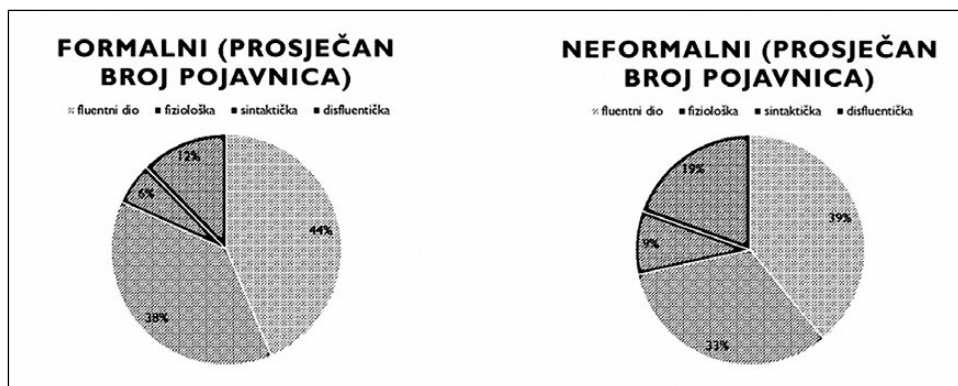 FORMALNI (PROSJEČAN
BROJ POJAVNICA)
fluentni dio fiziološka sintaktička disfluentička
12%
6%
44%
38%
NEFORMALNI (PROSJEČAN
BROJ POJAVNICA)
fluentni dio fiziološka sintaktička disfluentička
19%
39%
9%
33%